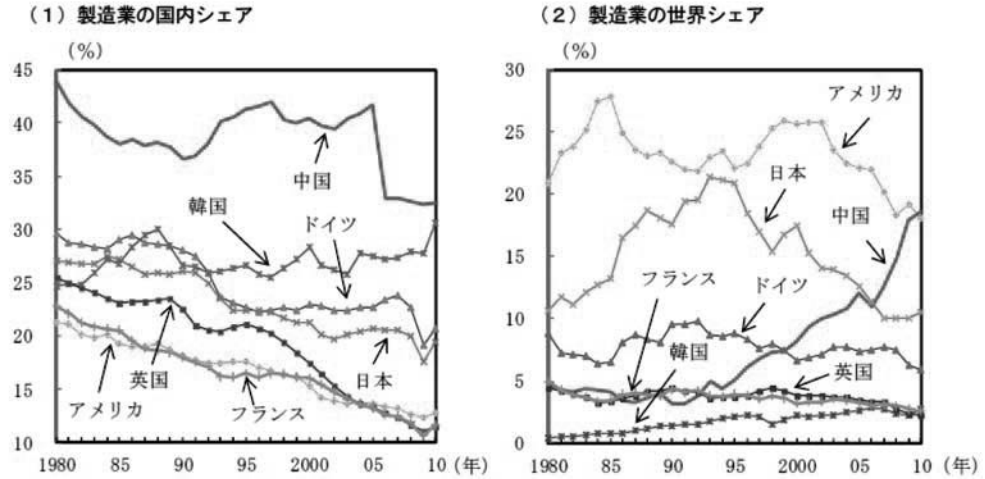 (1)製造業の国内シェア
(%)
45
40
35
30
25
20
15
10
1980 85 90 95 2000 05 10 (年)
中国
韓国
ドイツ
英国
アメリカ
フランス
日本
(2)製造業の世界シェア
(%)
30
25
20
15
10
5
0
1980 85 90 95 2000 05 10 (年)
アメリカ
日本
中国
フランス
ドイツ
韓国
英国